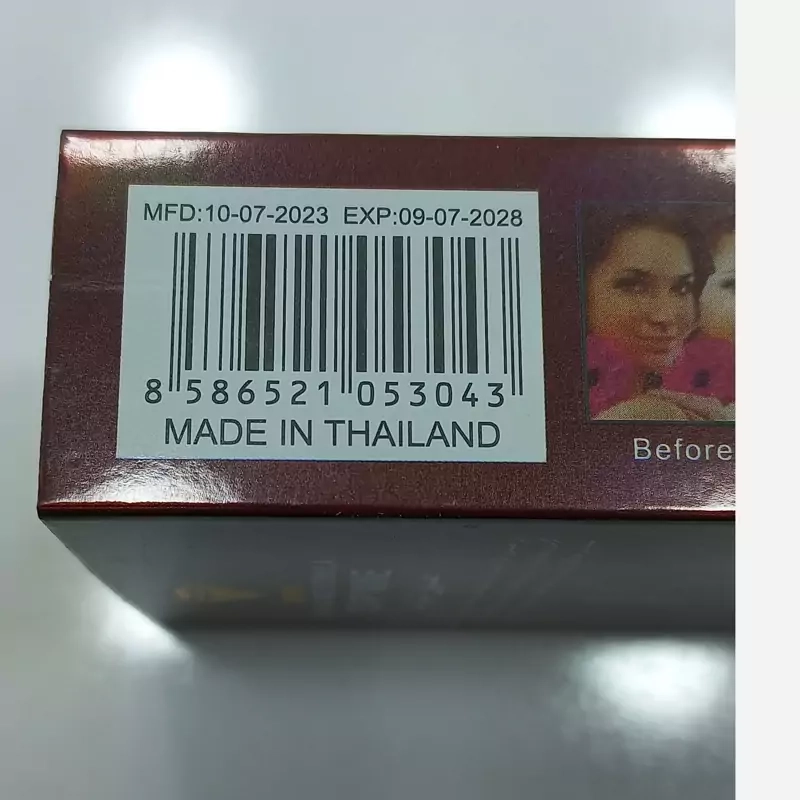 MFD:10-07-2023 EXP:09-07-2028
8 586521 053043
MADE IN THAILAND
Before